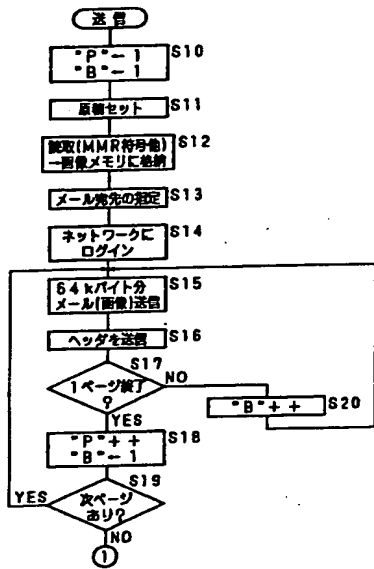 送信
"P"←1 S10
"B"←1
原稿セット S11
読取(MMR符号他) S12
→画像メモリに格納
メール宛先の指定 S13
ネットワークに S14
ログイン
64kバイト分 S15
メール(画像)送信
ヘッダを送信 S16
S17
1ページ終了 NO
?
"B"++ S20
YES
"P"++ S18
"B"←1
S19
YES 次ページ
あり?
NO
1